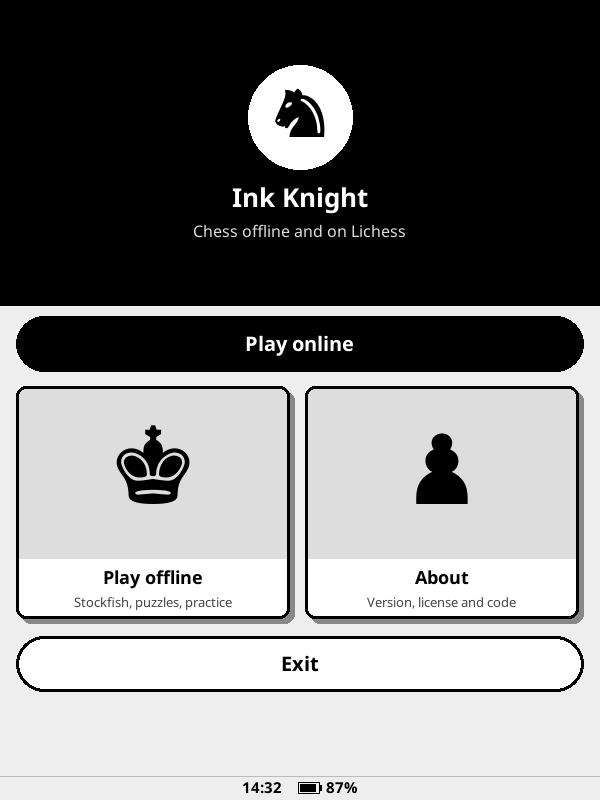 Ink Knight
Chess offline and on Lichess
Play online
Play offline
Stockfish, puzzles, practice
About
Version, license and code
Exit
14:32 87%